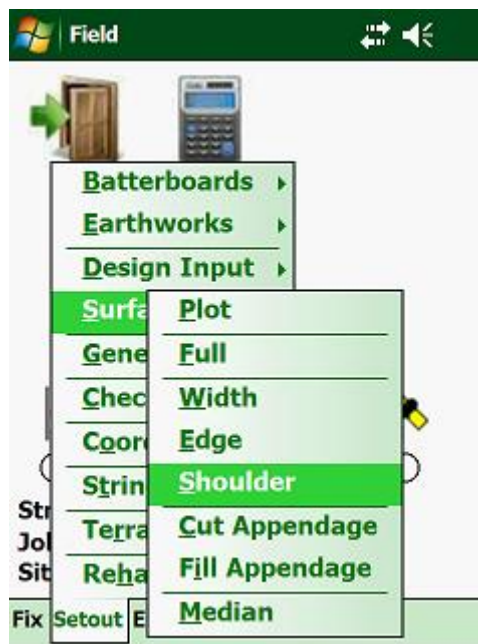 Field
Batterboards
Earthworks
Design Input
Surfa
Plot
Gene
Full
Chec
Width
Coor
Edge
Strin
Shoulder
Str
Terra
Cut Appendage
Jol
Sit
Reha
Fill Appendage
Fix Setout E
Median